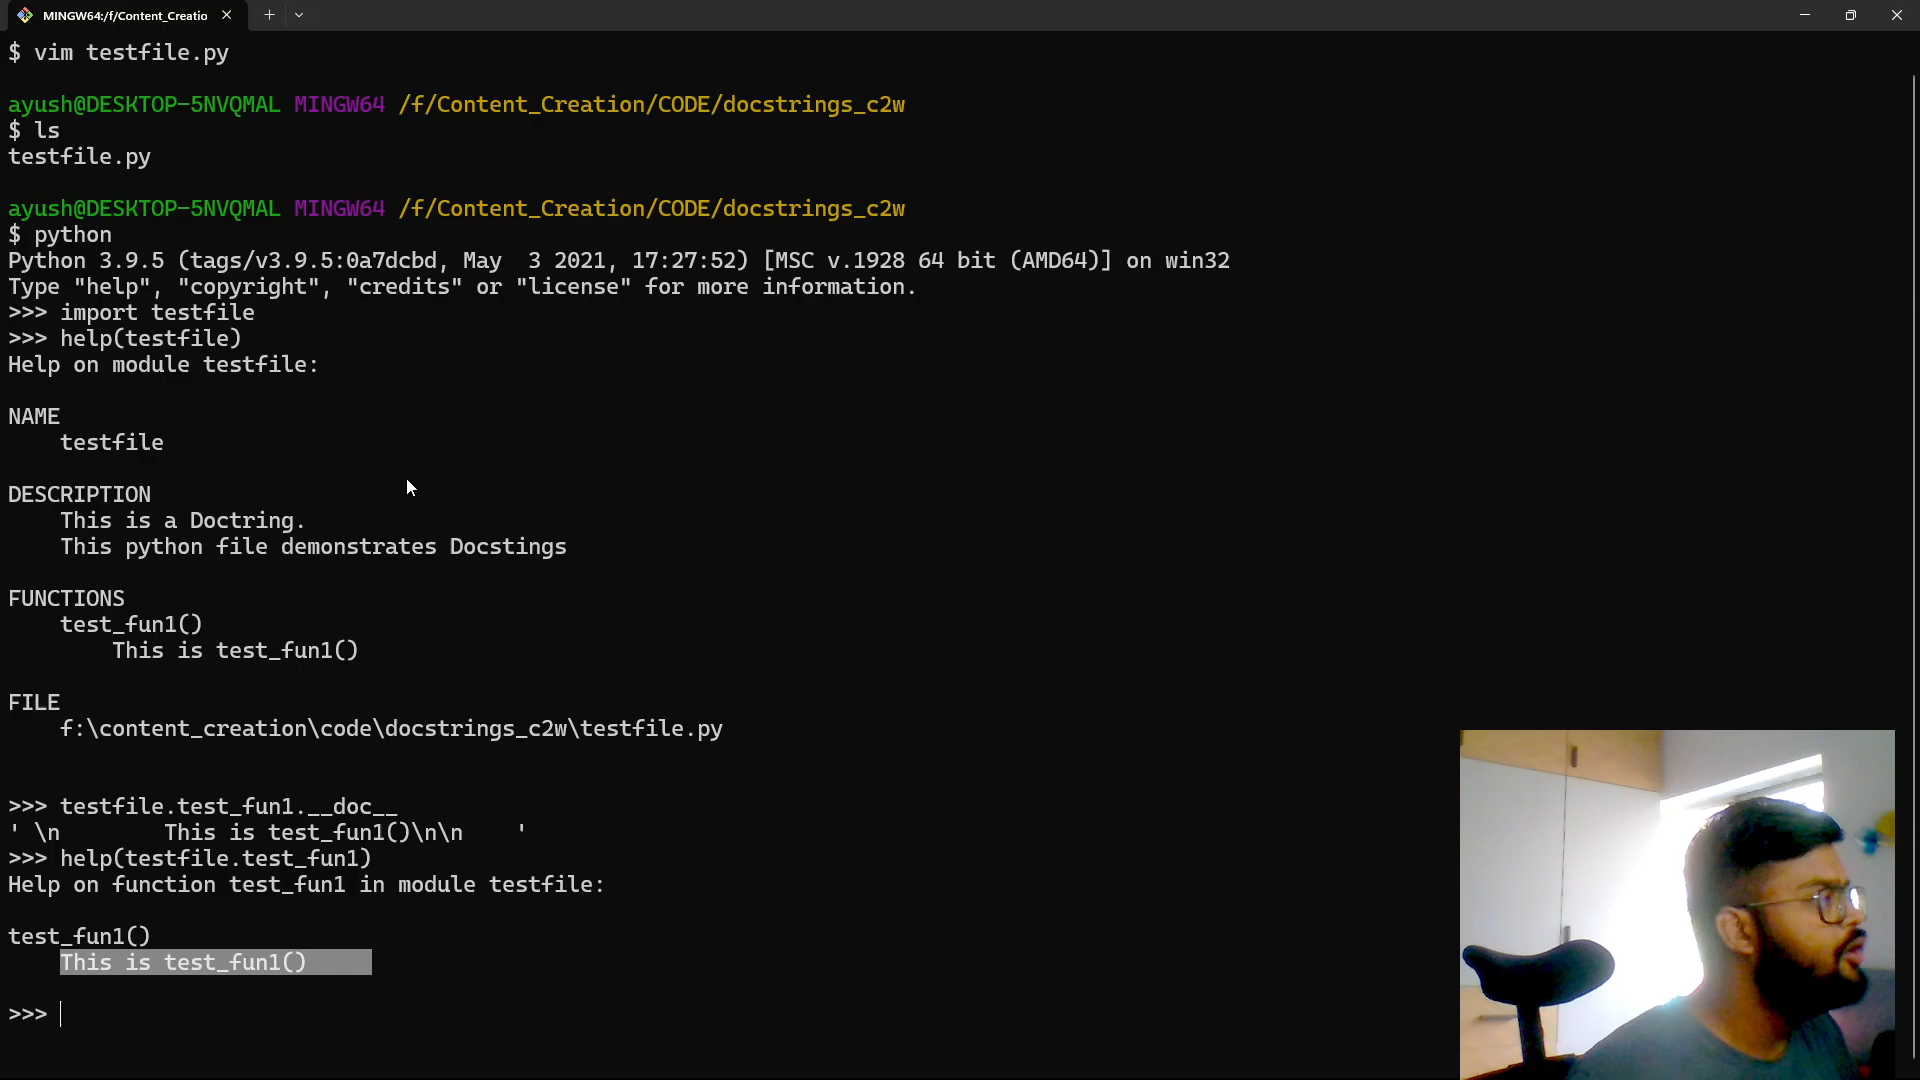 MINGW64:/f/Content_Creatio
$ vim testfile.py
ayush@DESKTOP-5NVQMAL MINGW64 /f/Content_Creation/CODE/docstrings_c2w
$ ls
testfile.py
ayush@DESKTOP-5NVQMAL MINGW64 /f/Content_Creation/CODE/docstrings_c2w
$ python
Python 3.9.5 (tags/v3.9.5:0a7dcbd, May  3 2021, 17:27:52) [MSC v.1928 64 bit (AMD64)] on win32
Type "help", "copyright", "credits" or "license" for more information.
>>> import testfile
>>> help(testfile)
Help on module testfile:
NAME
    testfile
DESCRIPTION
    This is a Doctring.
    This python file demonstrates Docstings
FUNCTIONS
    test_fun1()
        This is test_fun1()
FILE
    f:\content_creation\code\docstrings_c2w\testfile.py
>>> testfile.test_fun1.__doc__
' \n        This is test_fun1()\n\n    '
>>> help(testfile.test_fun1)
Help on function test_fun1 in module testfile:
test_fun1()
    This is test_fun1()
>>>